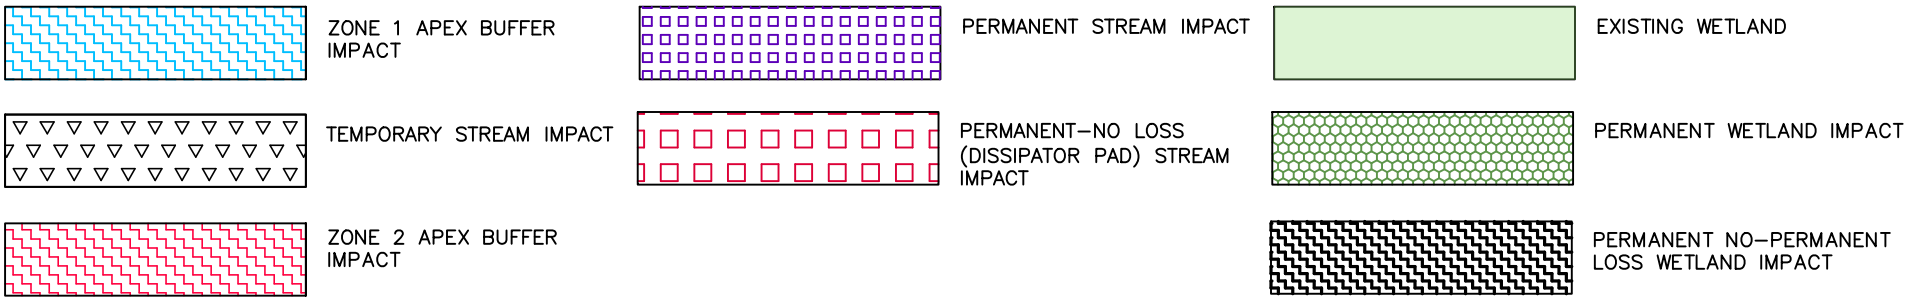 ZONE 1 APEX BUFFER
IMPACT
PERMANENT STREAM IMPACT
EXISTING WETLAND
TEMPORARY STREAM IMPACT
PERMANENT-NO LOSS
(DISSIPATOR PAD) STREAM
IMPACT
PERMANENT WETLAND IMPACT
ZONE 2 APEX BUFFER
IMPACT
PERMANENT NO-PERMANENT
LOSS WETLAND IMPACT